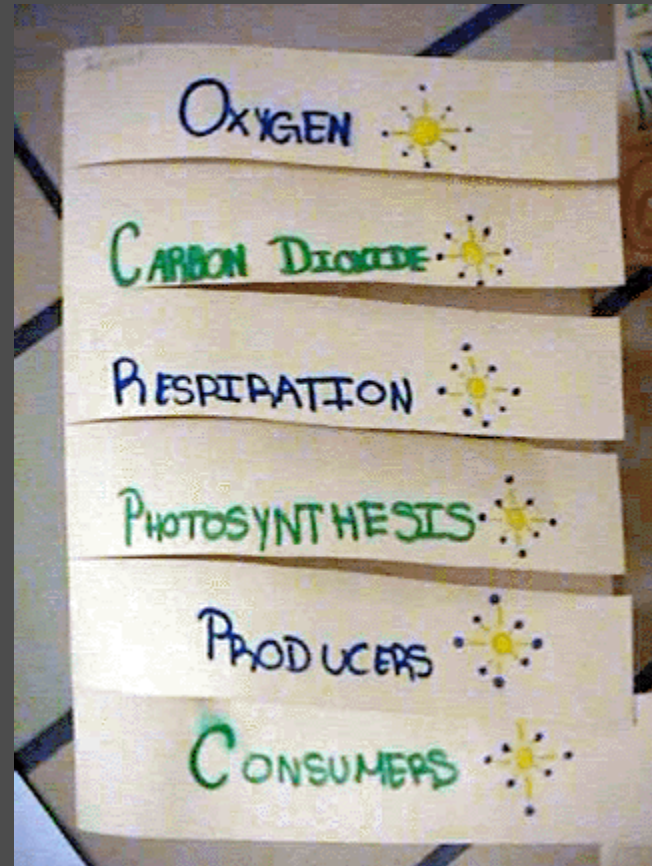 OXYGEN
CARBON DIOXIDE
RESPIRATION
PHOTOSYNTHESIS
PRODUCERS
CONSUMERS